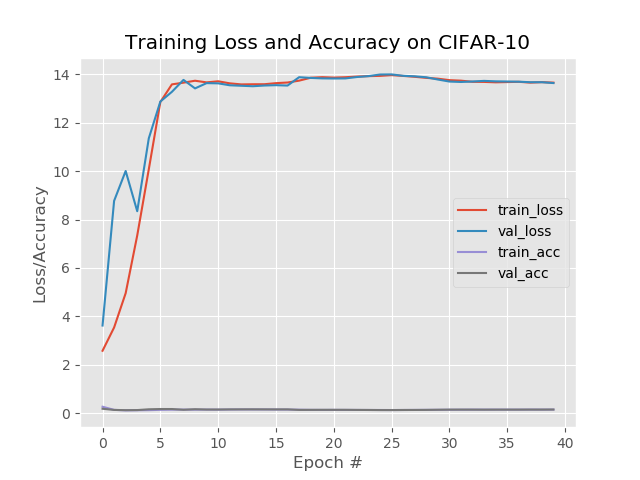 Training Loss and Accuracy on CIFAR-10
Loss/Accuracy
14
12
10
8
6
4
2
0
train_loss
val_loss
train_acc
val_acc
0 5 10 15 20 25 30 35 40
Epoch #